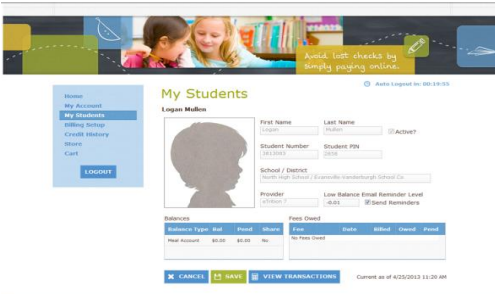 Avoid lost checks by
simply paying online.
Auto Logout in: 00:19:55
Home
My Account
My Students
Billing Setup
Credit History
Store
Cart
LOGOUT
My Students
Logan Mullen
First Name Last Name
Logan Mullen Active?
Student Number Student PIN
School / District
North High School / Evansville-Vanderburgh School Co
Provider Low Balance Email Reminder Level
eTrition 7 -0.01 Send Reminders
Balances Fees Owed
Balance Type Bal Pend Share Fee Date Billed Owed Pend
Meal Account $0.00 $0.00 No No Fees Owed
CANCEL SAVE VIEW TRANSACTIONS Current as of 4/25/2013 11:20 AM